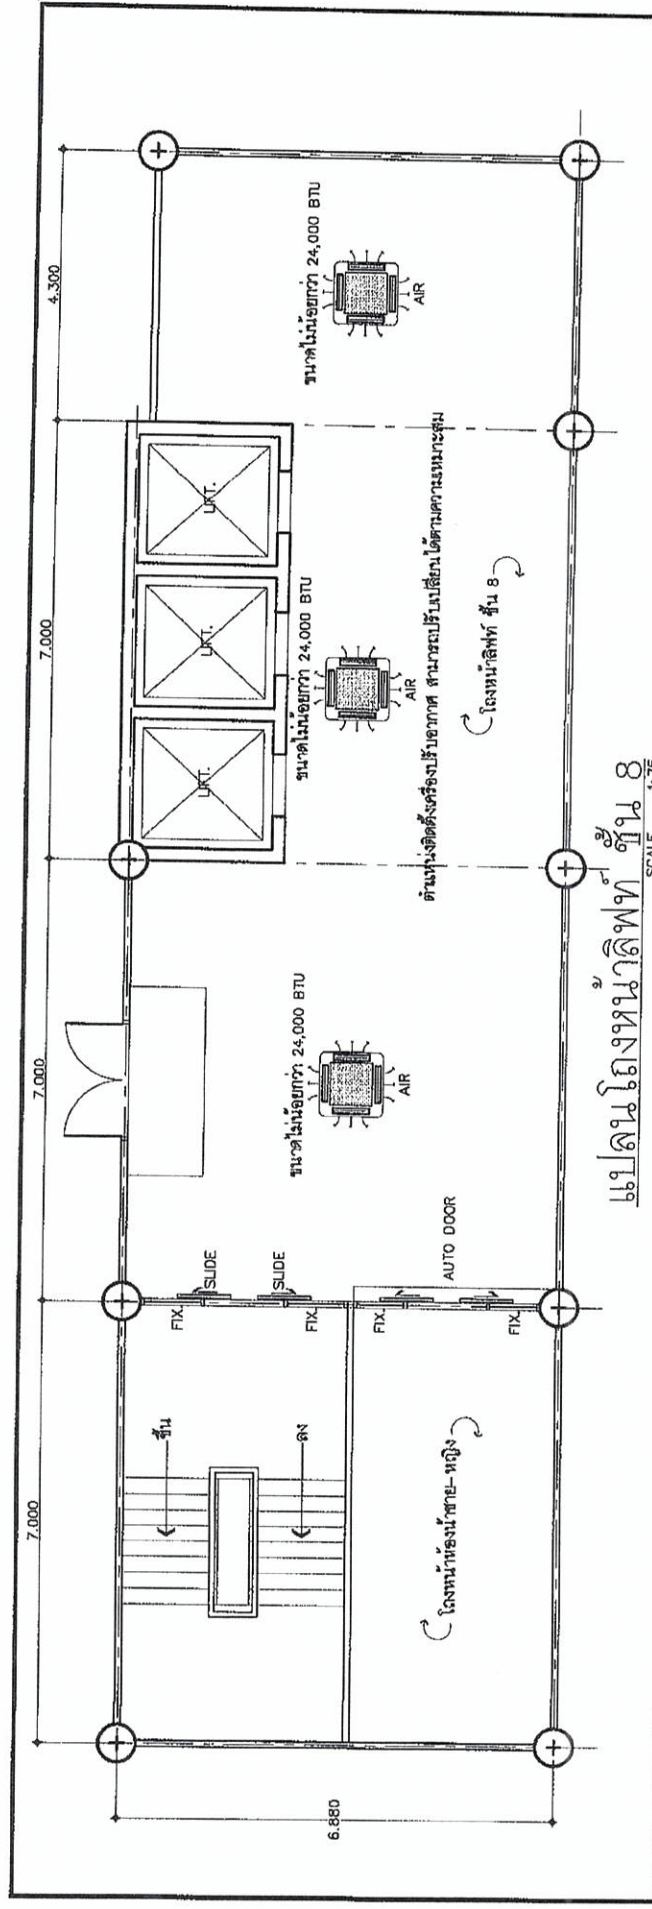 7.000
7.000
7.000
4.300
6.880
ขึ้น
ลง
FIX.
SLIDE
SLIDE
FIX.
FIX.
AUTO DOOR
FIX.
LIFT.
LIFT.
LIFT.
ขนาดไม่น้อยกว่า 24,000 BTU
AIR
ขนาดไม่น้อยกว่า 24,000 BTU
AIR
ขนาดไม่น้อยกว่า 24,000 BTU
AIR
ตำแหน่งติดตั้งเครื่องปรับอากาศ สามารถปรับเปลี่ยนได้ตามความเหมาะสม
โถงหน้าห้องน้ำชาย-หญิง
โถงหน้าลิฟท์ ชั้น 8
แปลนโถงหน้าลิฟท์ ชั้น 8
SCALE 1:75